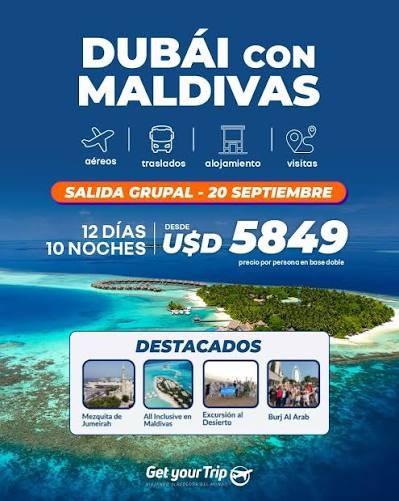 DUBÁI CON
MALDIVAS
aéreos
traslados
alojamiento
visitas
SALIDA GRUPAL - 20 SEPTIEMBRE
12 DÍAS
10 NOCHES
DESDE
U$D 5849
precio por persona en base doble
DESTACADOS
Mezquita de
Jumeirah
All Inclusive en
Maldivas
Excursión al
Desierto
Burj Al Arab
Get your Trip